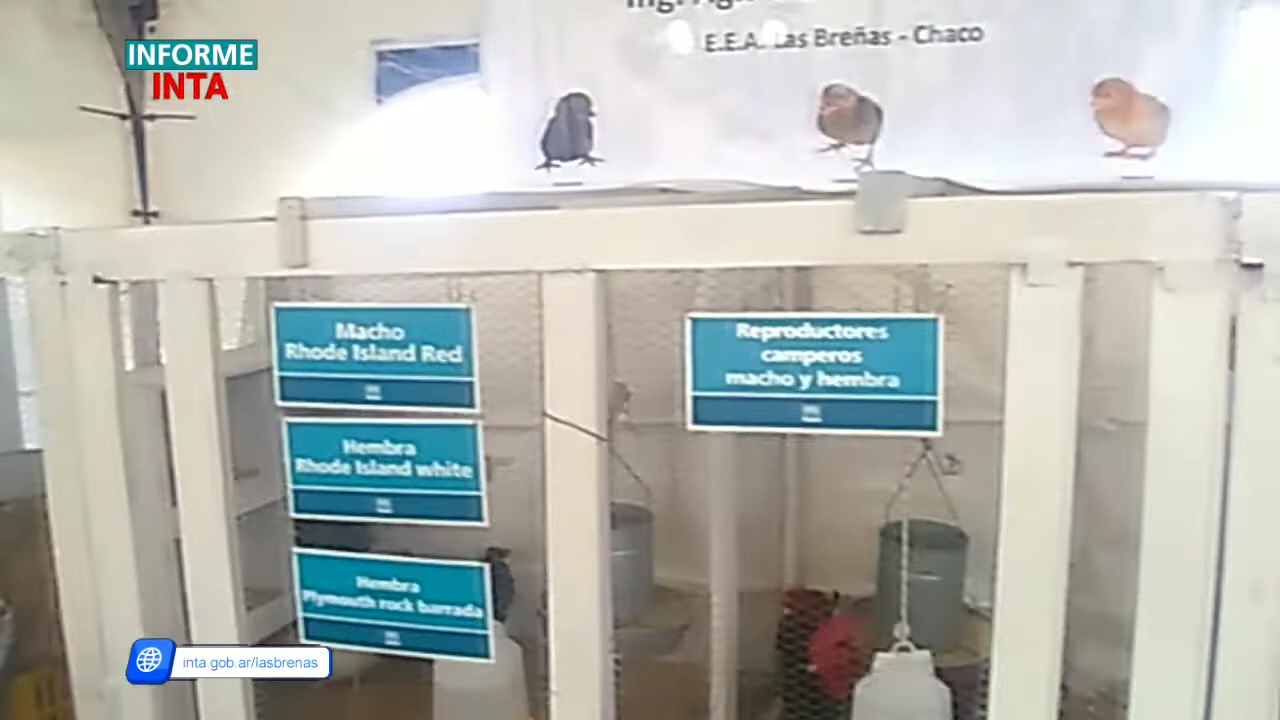 INFORME
INTA
E.E.A. Las Breñas - Chaco
Macho
Rhode Island Red
Reproductores
camperos
macho y hembra
Hembra
Rhode Island white
Hembra
Plymouth rock barrada
inta.gob.ar/lasbrenas